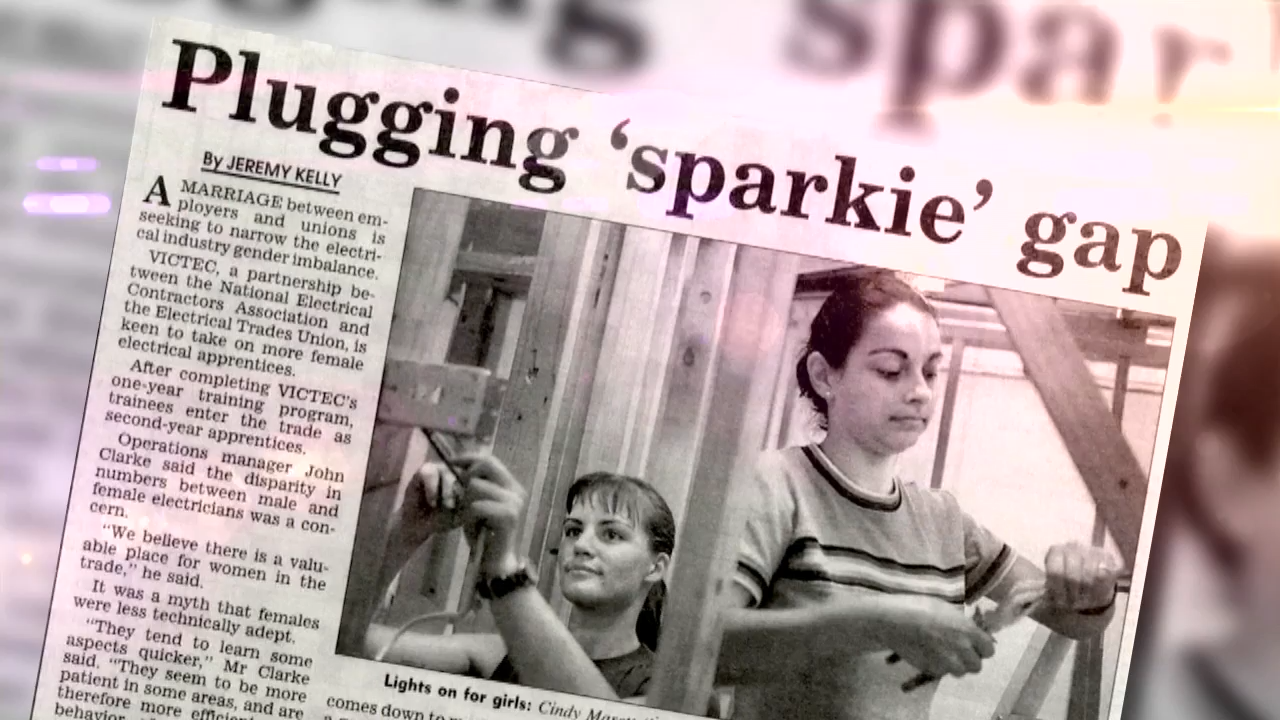 Plugging ‘sparkie’ gap
By JEREMY KELLY
A MARRIAGE between em-
ployers and unions is
seeking to narrow the electri-
cal industry gender imbalance.
VICTEC, a partnership be-
tween the National Electrical
Contractors Association and
the Electrical Trades Union, is
keen to take on more female
electrical apprentices.
After completing VICTEC’s
one-year training program,
trainees enter the trade as
second-year apprentices.
Operations manager John
Clarke said the disparity in
numbers between male and
female electricians was a con-
cern.
“We believe there is a valu-
able place for women in the
trade,” he said.
It was a myth that females
were less technically adept.
“They tend to learn some
aspects quicker,” Mr Clarke
said. “They seem to be more
patient in some areas, and are
therefore more
behavior,
Lights on for girls: Cindy
comes down to